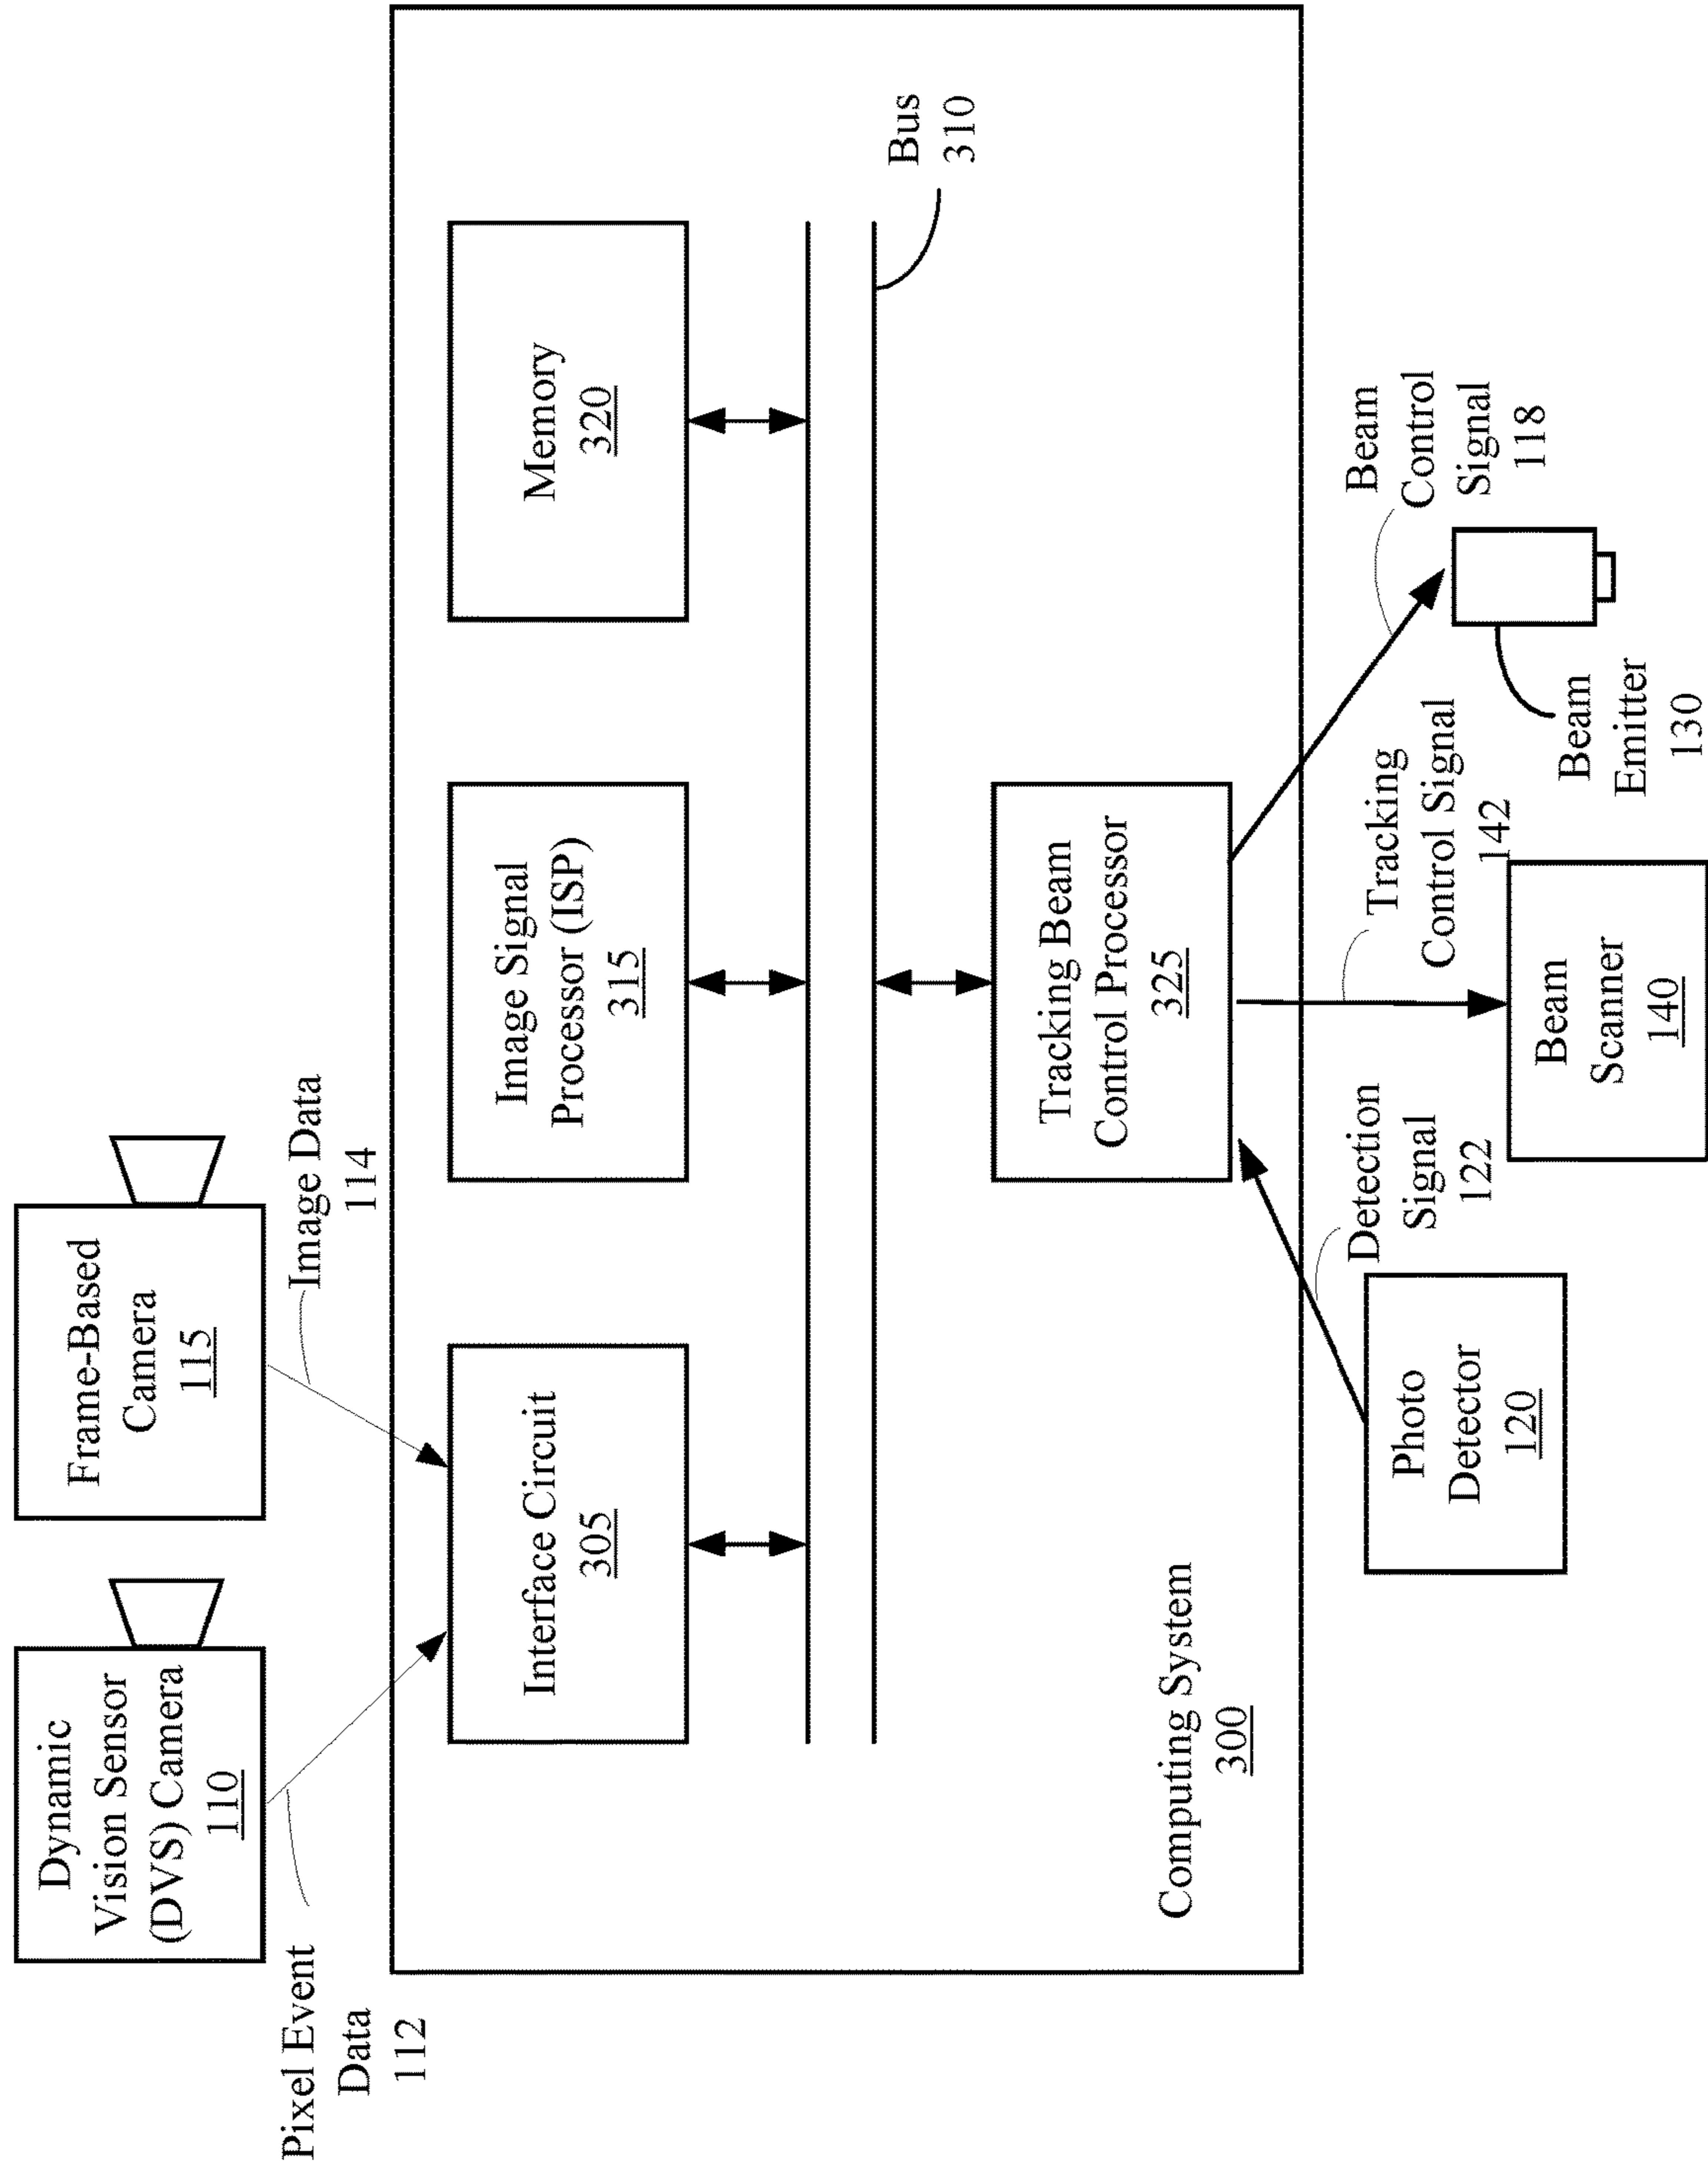 Dynamic
Vision Sensor
(DVS) Camera
110
Frame-Based
Camera
115
Pixel Event
Data
112
Image Data
114
Interface Circuit
305
Image Signal
Processor (ISP)
315
Memory
320
Bus
310
Tracking Beam
Control Processor
325
Computing System
300
Photo
Detector
120
Detection
Signal
122
Beam
Scanner
140
Tracking
Control Signal
142
Beam
Emitter
130
Beam
Control
Signal
118